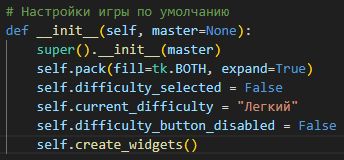 # Настройки игры по умолчанию
def __init__(self, master=None):
    super().__init__(master)
    self.pack(fill=tk.BOTH, expand=True)
    self.difficulty_selected = False
    self.current_difficulty = "Легкий"
    self.difficulty_button_disabled = False
    self.create_widgets()